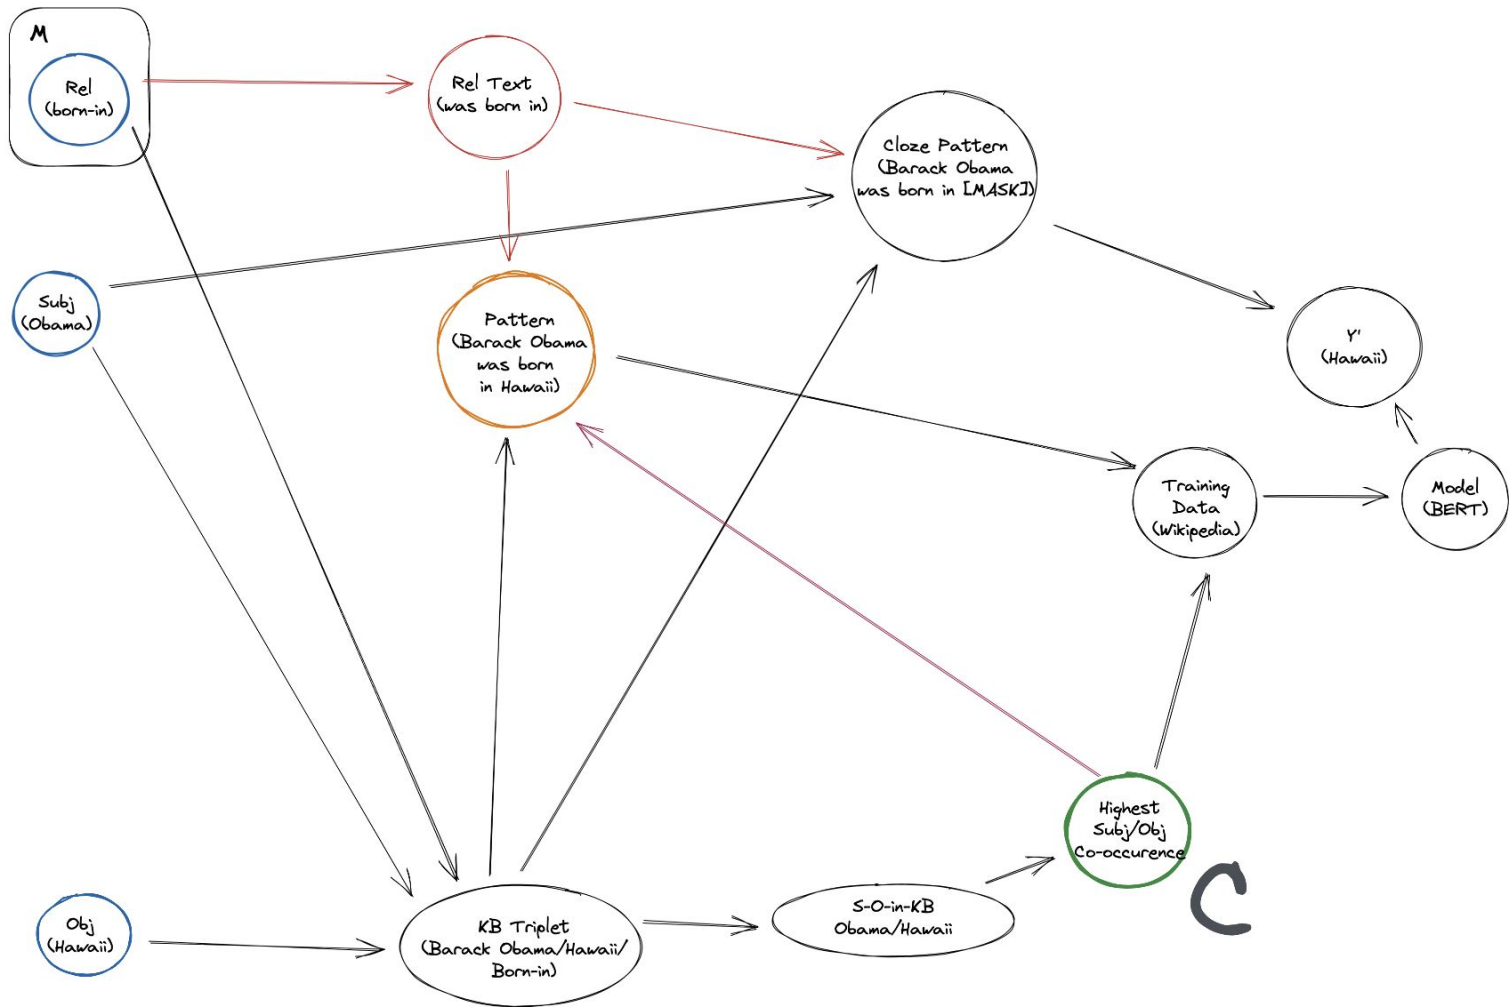 M
Rel
(born-in)
Rel Text
(was born in)
Cloze Pattern
(Barack Obama
was born in [MASK])
Subj
(Obama)
Pattern
(Barack Obama
was born
in Hawaii)
Y'
(Hawaii)
Training
Data
(Wikipedia)
Model
(BERT)
Highest
Subj/Obj
Co-occurence
C
Obj
(Hawaii)
KB Triplet
(Barack Obama/Hawaii/
Born-in)
S-O-in-KB
Obama/Hawaii